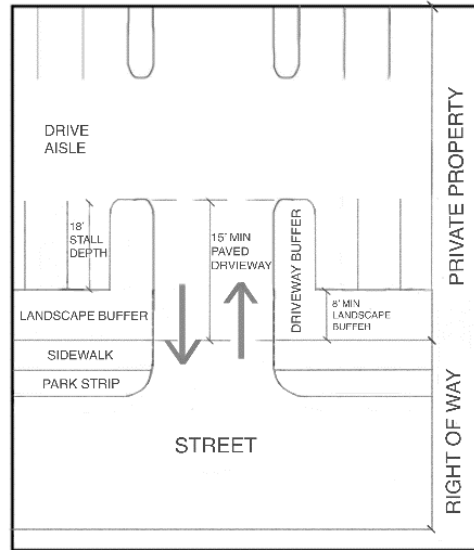 DRIVE
AISLE
18'
STALL
DEPTH
15' MIN
PAVED
DRVIEWAY
DRIVEWAY BUFFER
PRIVATE PROPERTY
LANDSCAPE BUFFER
8' MIN
LANDSCAPE
BUFFEH
SIDEWALK
PARK STRIP
STREET
RIGHT OF WAY